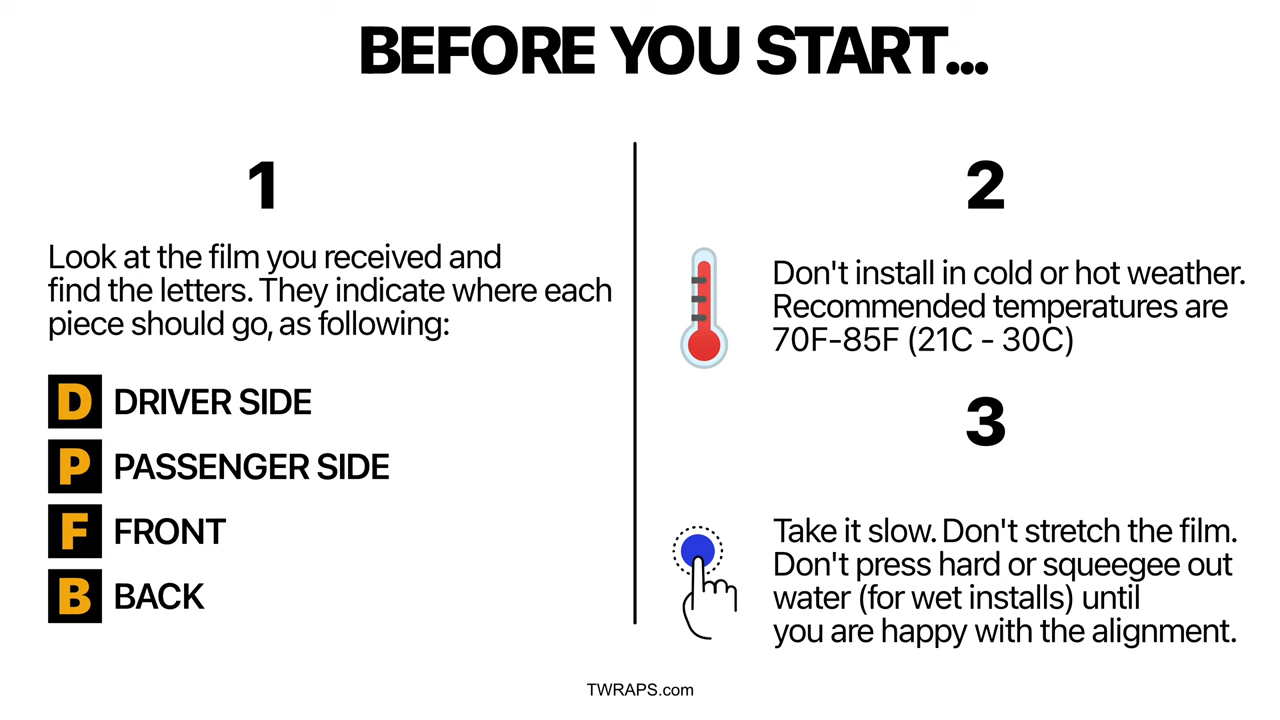 BEFORE YOU START...
1
Look at the film you received and
find the letters. They indicate where each
piece should go, as following:
D DRIVER SIDE
P PASSENGER SIDE
F FRONT
B BACK
2
Don't install in cold or hot weather.
Recommended temperatures are
70F-85F (21C - 30C)
3
Take it slow. Don't stretch the film.
Don't press hard or squeegee out
water (for wet installs) until
you are happy with the alignment.
TWRAPS.com